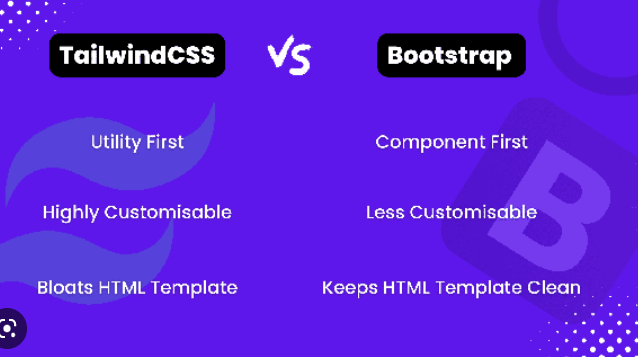 TailwindCSS VS Bootstrap
Utility First Component First
Highly Customisable Less Customisable
Bloats HTML Template Keeps HTML Template Clean
B